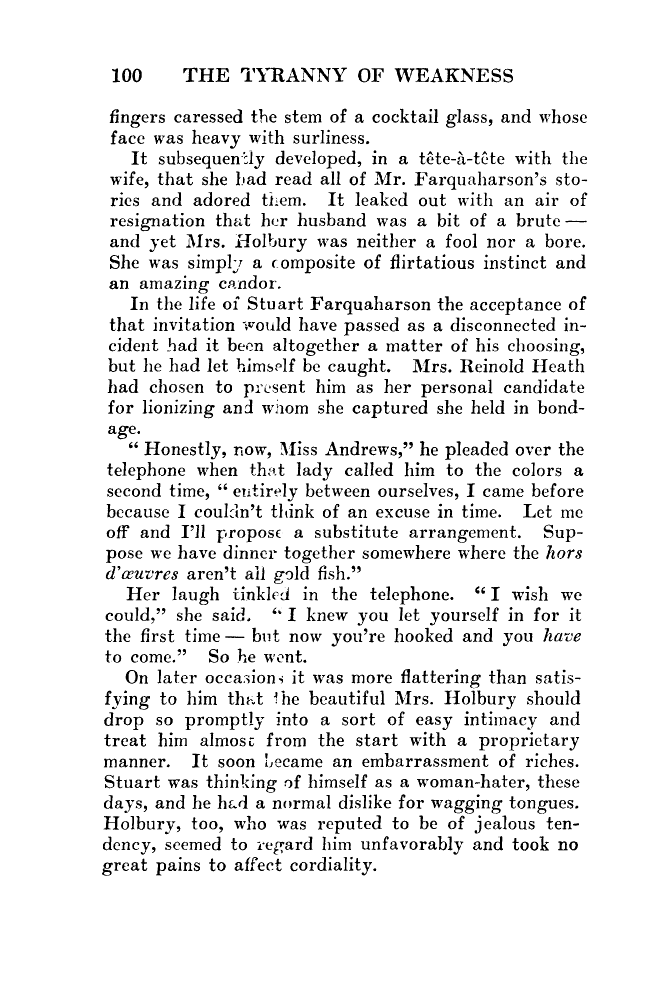 100 THE TYRANNY OF WEAKNESS
fingers caressed the stem of a cocktail glass, and whose
face was heavy with surliness.
It subsequently developed, in a tête-à-tête with the
wife, that she had read all of Mr. Farquaharson's sto-
ries and adored them. It leaked out with an air of
resignation that her husband was a bit of a brute —
and yet Mrs. Holbury was neither a fool nor a bore.
She was simply a composite of flirtatious instinct and
an amazing candor.
In the life of Stuart Farquaharson the acceptance of
that invitation would have passed as a disconnected in-
cident had it been altogether a matter of his choosing,
but he had let himself be caught. Mrs. Reinold Heath
had chosen to present him as her personal candidate
for lionizing and whom she captured she held in bond-
age.
“ Honestly, now, Miss Andrews,” he pleaded over the
telephone when that lady called him to the colors a
second time, “ entirely between ourselves, I came before
because I couldn't think of an excuse in time. Let me
off and I'll propose a substitute arrangement. Sup-
pose we have dinner together somewhere where the hors
d'œuvres aren't all gold fish.”
Her laugh tinkled in the telephone. “ I wish we
could,” she said. “ I knew you let yourself in for it
the first time — but now you're hooked and you have
to come.” So he went.
On later occasions it was more flattering than satis-
fying to him that the beautiful Mrs. Holbury should
drop so promptly into a sort of easy intimacy and
treat him almost from the start with a proprietary
manner. It soon became an embarrassment of riches.
Stuart was thinking of himself as a woman-hater, these
days, and he had a normal dislike for wagging tongues.
Holbury, too, who was reputed to be of jealous ten-
dency, seemed to regard him unfavorably and took no
great pains to affect cordiality.